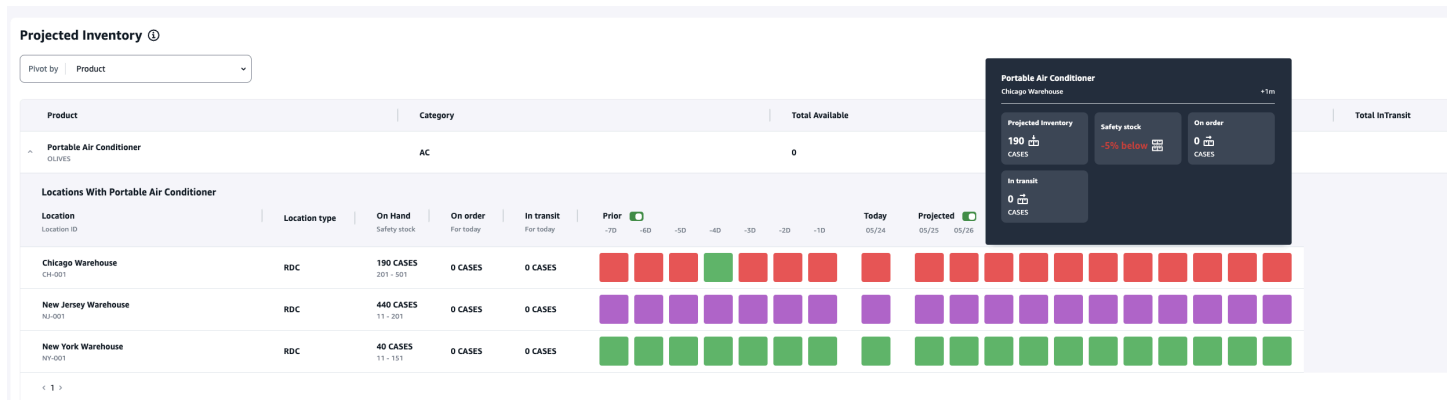 Projected Inventory
Pivot by Product
Product Category Total Available Total InTransit
Portable Air Conditioner AC 0
OLIVES
Portable Air Conditioner
Chicago Warehouse +1m
Projected Inventory Safety stock On order
190 -5% below 0
CASES CASES
In transit
0
CASES
Locations With Portable Air Conditioner
Location Location type On Hand On order In transit Prior Today Projected
Location ID Safety stock For today For today -7D -6D -5D -4D -3D -2D -1D 05/24 05/25 05/26
Chicago Warehouse RDC 190 CASES 0 CASES 0 CASES
CH-001 201 - 501
New Jersey Warehouse RDC 440 CASES 0 CASES 0 CASES
NJ-001 11 - 201
New York Warehouse RDC 40 CASES 0 CASES 0 CASES
NY-001 11 - 151
< 1 >